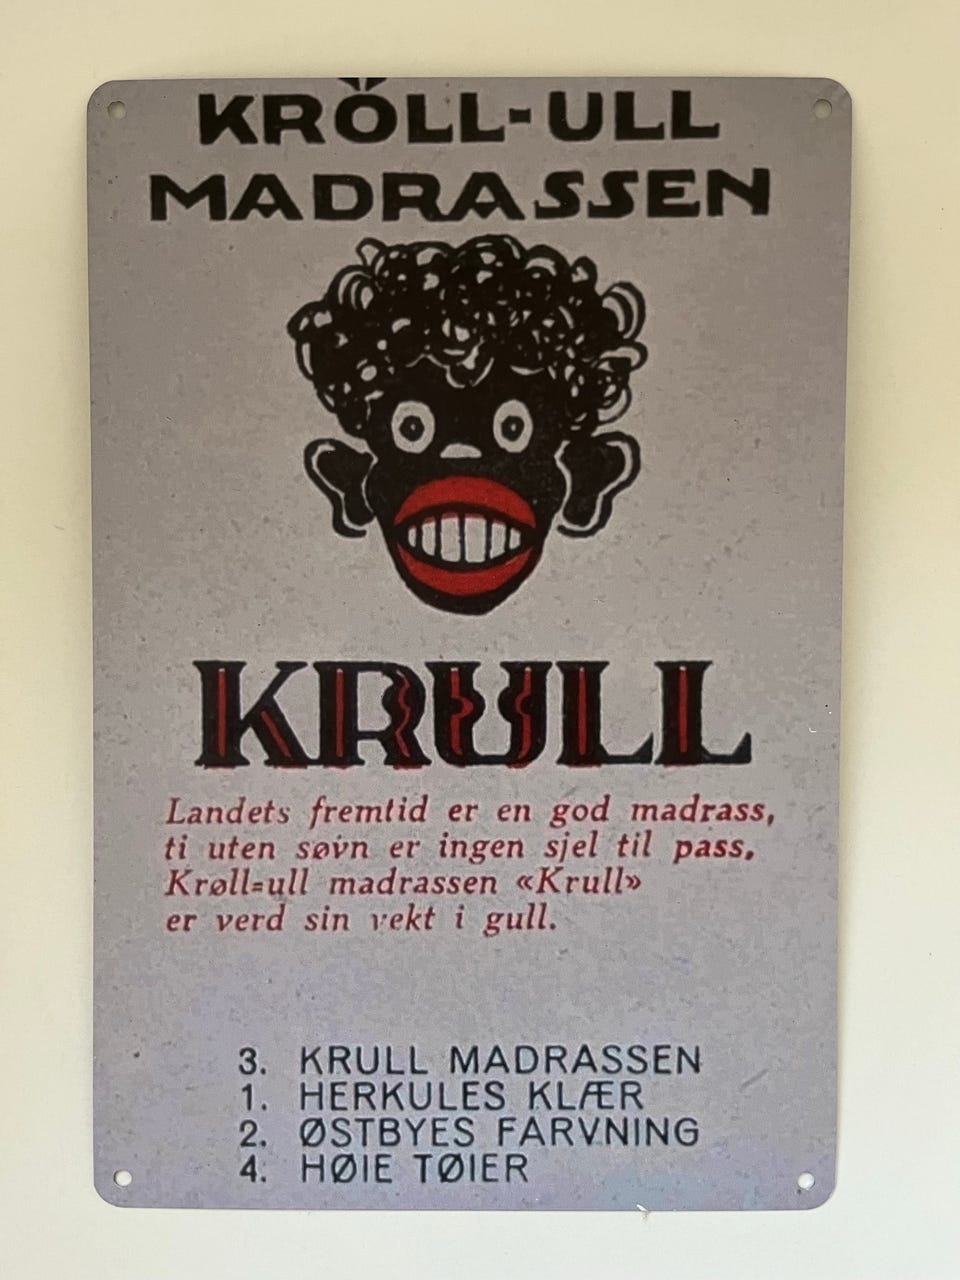 KRÖLL-ULL
MADRASSEN
KRULL
Landets fremtid er en god madrass,
ti uten søvn er ingen sjel til pass.
Krøll=ull madrassen «Krull»
er verd sin vekt i gull.
3. KRULL MADRASSEN
1. HERKULES KLÆR
2. ØSTBYES FARVNING
4. HØIE TØIER